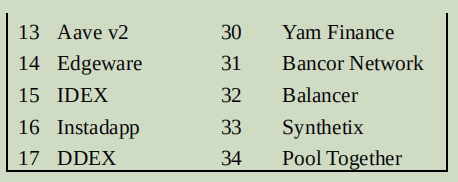 13 Aave v2 30 Yam Finance
14 Edgeware 31 Bancor Network
15 IDEX 32 Balancer
16 Instadapp 33 Synthetix
17 DDEX 34 Pool Together